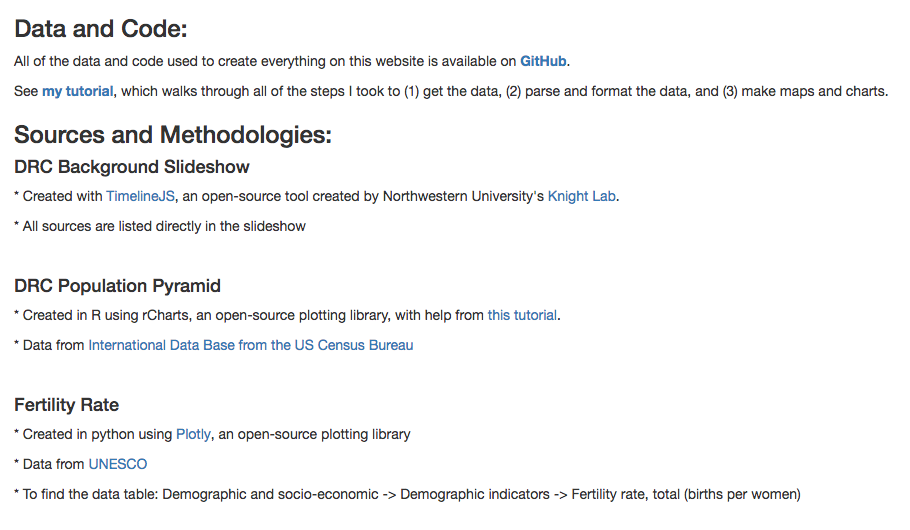 Data and Code:
All of the data and code used to create everything on this website is available on GitHub.
See my tutorial, which walks through all of the steps I took to (1) get the data, (2) parse and format the data, and (3) make maps and charts.
Sources and Methodologies:
DRC Background Slideshow
* Created with TimelineJS, an open-source tool created by Northwestern University's Knight Lab.
* All sources are listed directly in the slideshow
DRC Population Pyramid
* Created in R using rCharts, an open-source plotting library, with help from this tutorial.
* Data from International Data Base from the US Census Bureau
Fertility Rate
* Created in python using Plotly, an open-source plotting library
* Data from UNESCO
* To find the data table: Demographic and socio-economic -> Demographic indicators -> Fertility rate, total (births per women)